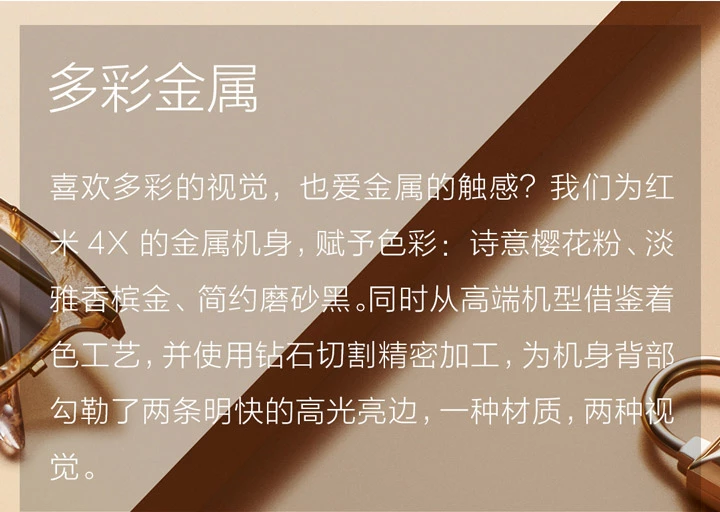 多彩金属
喜欢多彩的视觉，也爱金属的触感？我们为红
米 4X 的金属机身，赋予色彩：诗意樱花粉、淡
雅香槟金、简约磨砂黑。同时从高端机型借鉴着
色工艺，并使用钻石切割精密加工，为机身背部
勾勒了两条明快的高光亮边，一种材质，两种视
觉。